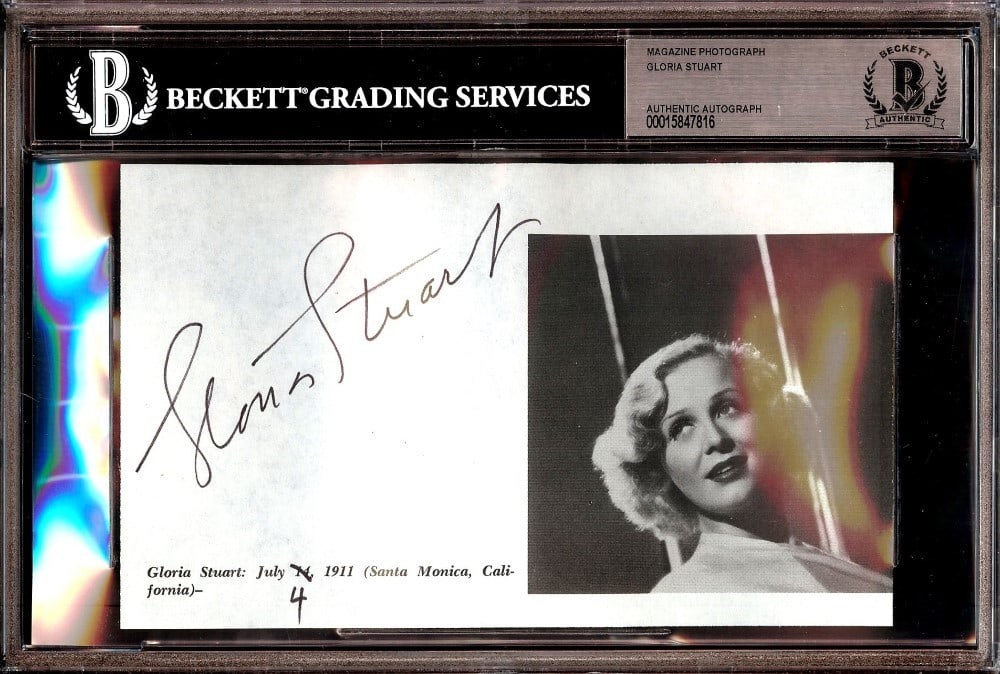 B
BECKETT® GRADING SERVICES
MAGAZINE PHOTOGRAPH
GLORIA STUART
AUTHENTIC AUTOGRAPH
00015847816
BECKETT
B
AUTHENTIC
Gloria Stuart
Gloria Stuart: July 14, 1911 (Santa Monica, Cali-
4
fornia)–